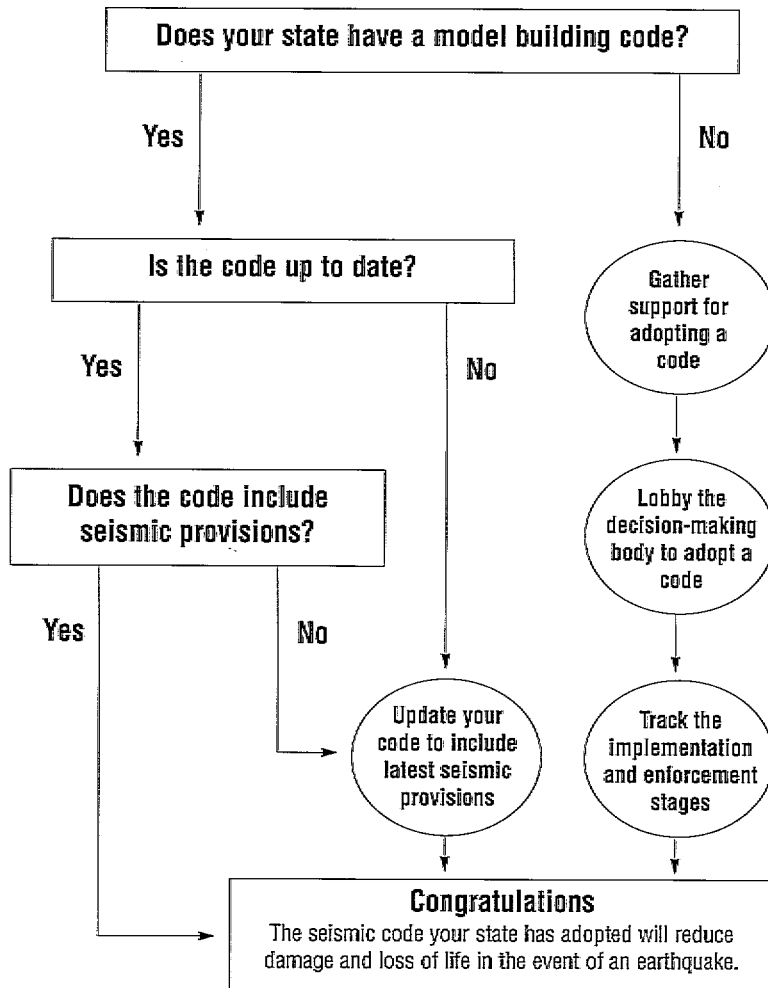 Does your state have a model building code?
Yes
No
Is the code up to date?
Gather
support for
adopting a
code
Yes
No
Does the code include
seismic provisions?
Lobby the
decision-making
body to adopt a
code
Yes
No
Update your
code to include
latest seismic
provisions
Track the
implementation
and enforcement
stages
Congratulations
The seismic code your state has adopted will reduce
damage and loss of life in the event of an earthquake.